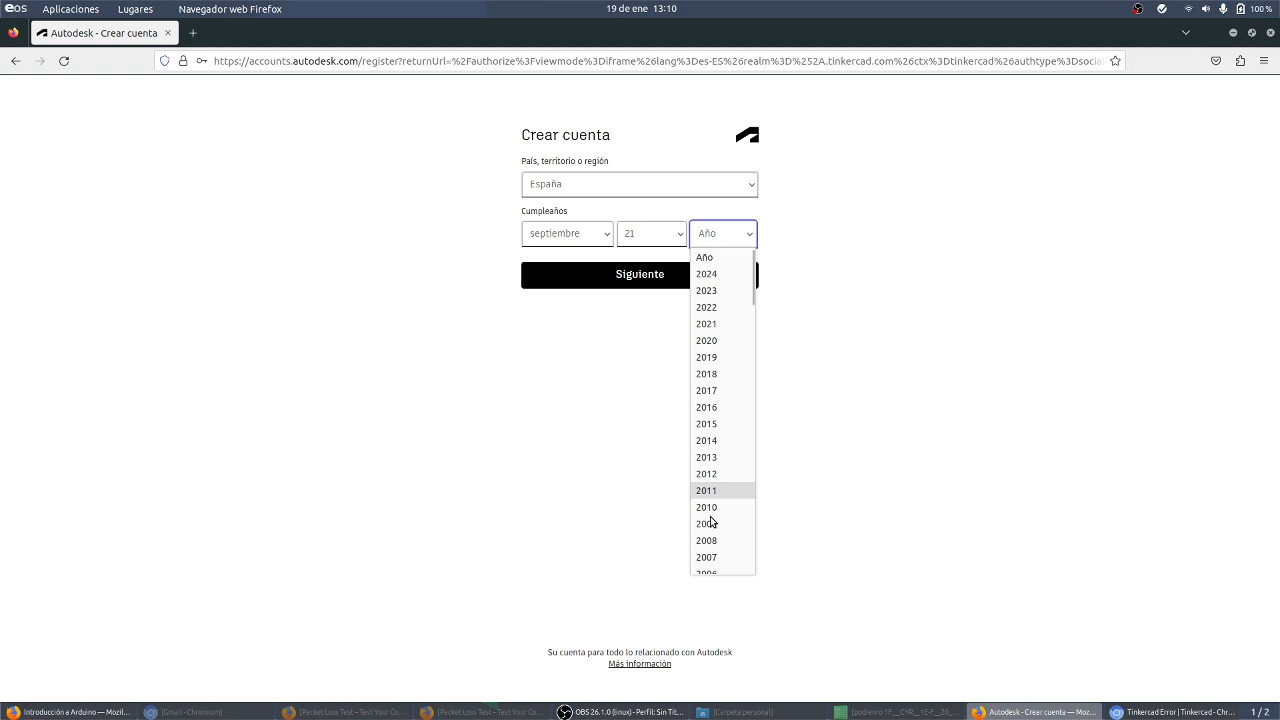 eos Aplicaciones Lugares Navegador web Firefox 19 de ene 13:10 100 %
Autodesk - Crear cuenta
https://accounts.autodesk.com/register?returnUrl=%2Fauthorize%3Fviewmode%3Diframe%26lang%3Des-ES%26realm%3D%252A.tinkercad.com%26ctx%3Dtinkercad%26authtype%3Dsocia
Crear cuenta
País, territorio o región
España
Cumpleaños
septiembre 21 Año
Año
Siguiente
2024
2023
2022
2021
2020
2019
2018
2017
2016
2015
2014
2013
2012
2011
2010
2008
2007
2006
Su cuenta para todo lo relacionado con Autodesk
Más información
Introducción a Arduino — Mozil... [Gmail - Chromium] [Packet Loss Test – Test Your Co... [Packet Loss Test – Test Your Co... OBS 26.1.0 (linux) - Perfil: Sin Tít... [Carpeta personal] Autodesk - Crear cuenta — Moz... Tinkercad Error | Tinkercad - Chr... 1 / 2